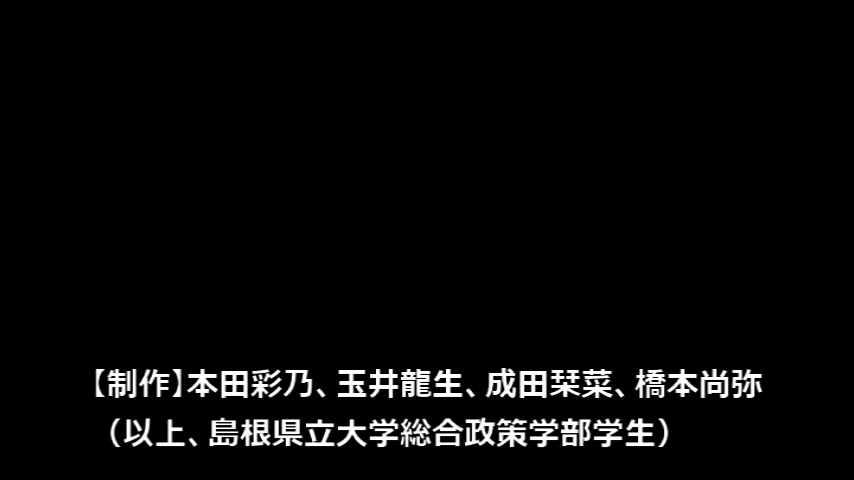 【制作】本田彩乃、玉井龍生、成田栞菜、橋本尚弥
（以上、島根県立大学総合政策学部学生）